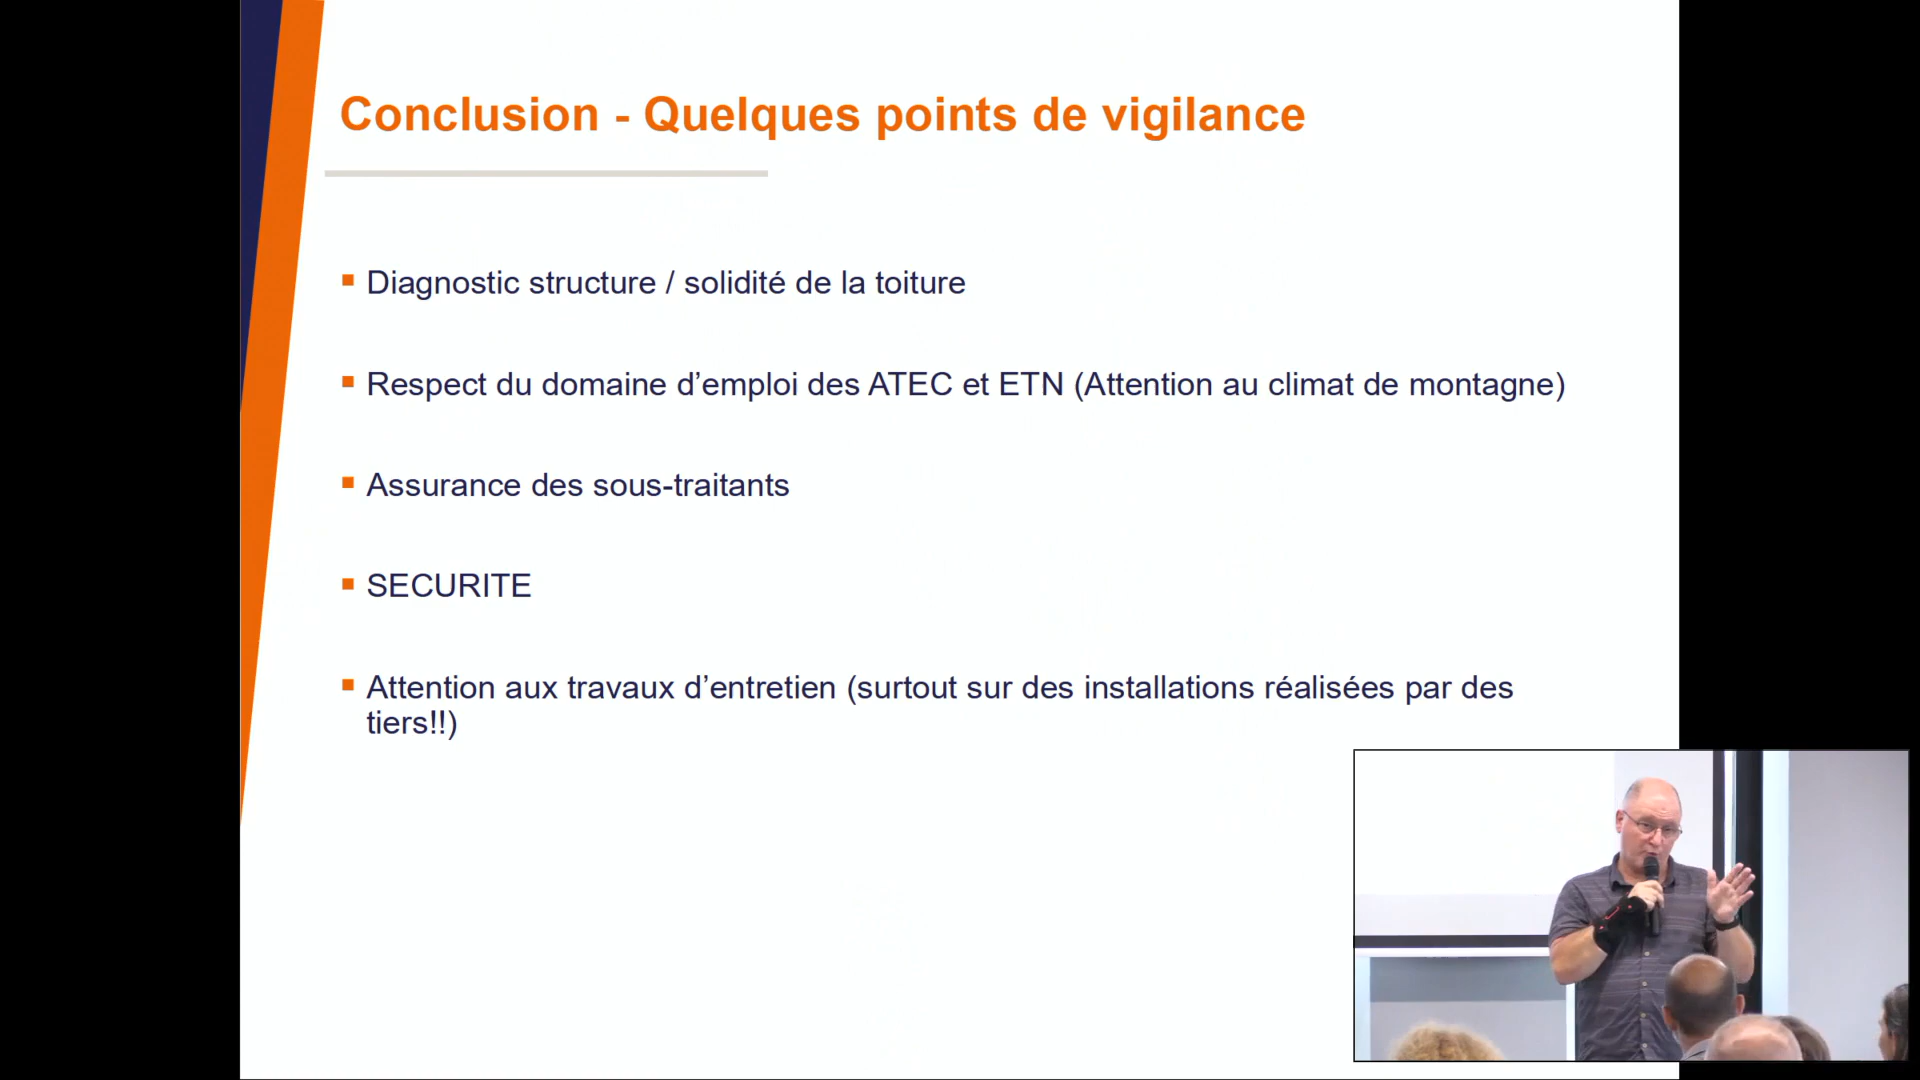 Conclusion - Quelques points de vigilance
Diagnostic structure / solidité de la toiture
Respect du domaine d’emploi des ATEC et ETN (Attention au climat de montagne)
Assurance des sous-traitants
SECURITE
Attention aux travaux d’entretien (surtout sur des installations réalisées par des
tiers!!)